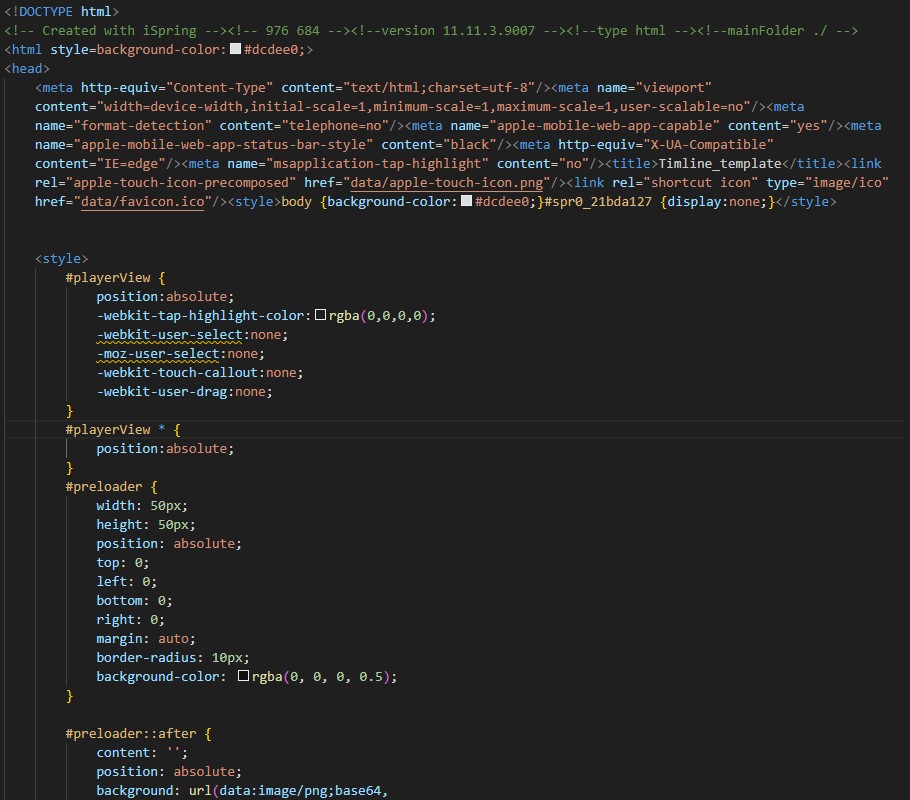 <!DOCTYPE html>
<!-- Created with iSpring --><!-- 976 684 --><!--version 11.11.3.9007 --><!--type html --><!--mainFolder ./ -->
<html style=background-color:#dcdee0;>
<head>
<meta http-equiv="Content-Type" content="text/html;charset=utf-8"/><meta name="viewport"
content="width=device-width,initial-scale=1,minimum-scale=1,maximum-scale=1,user-scalable=no"/><meta
name="format-detection" content="telephone=no"/><meta name="apple-mobile-web-app-capable" content="yes"/><meta
name="apple-mobile-web-app-status-bar-style" content="black"/><meta http-equiv="X-UA-Compatible"
content="IE=edge"/><meta name="msapplication-tap-highlight" content="no"/><title>Timline_template</title><link
rel="apple-touch-icon-precomposed" href="data/apple-touch-icon.png"/><link rel="shortcut icon" type="image/ico"
href="data/favicon.ico"/><style>body {background-color:#dcdee0;}#spr0_21bda127 {display:none;}</style>
<style>
#playerView {
position:absolute;
-webkit-tap-highlight-color:rgba(0,0,0,0);
-webkit-user-select:none;
-moz-user-select:none;
-webkit-touch-callout:none;
-webkit-user-drag:none;
}
#playerView * {
position:absolute;
}
#preloader {
width: 50px;
height: 50px;
position: absolute;
top: 0;
left: 0;
bottom: 0;
right: 0;
margin: auto;
border-radius: 10px;
background-color: rgba(0, 0, 0, 0.5);
}
#preloader::after {
content: '';
position: absolute;
background: url(data:image/png;base64,